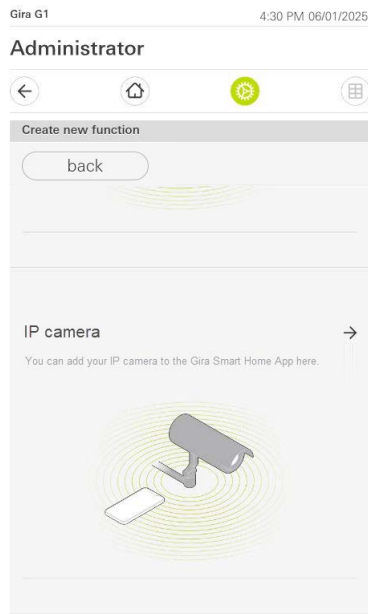 Gira G1
4:30 PM 06/01/2025
Administrator
Create new function
back
IP camera
You can add your IP camera to the Gira Smart Home App here.